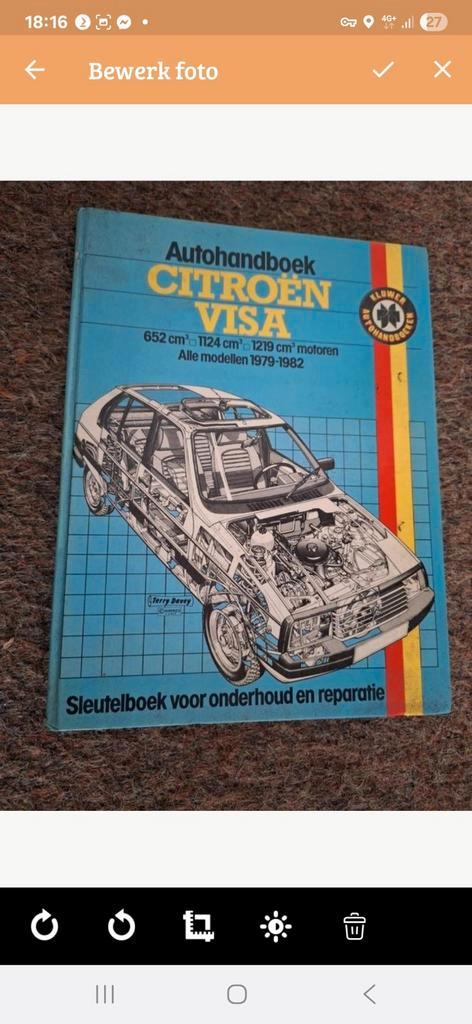 18:16
4G+
27
Bewerk foto
Autohandboek
CITROËN
VISA
652 cm³ □ 1124 cm³ □ 1219 cm³ motoren
Alle modellen 1979-1982
KLUWER
AUTOHANDBOEKEN
Terry Davey
Sleutelboek voor onderhoud en reparatie